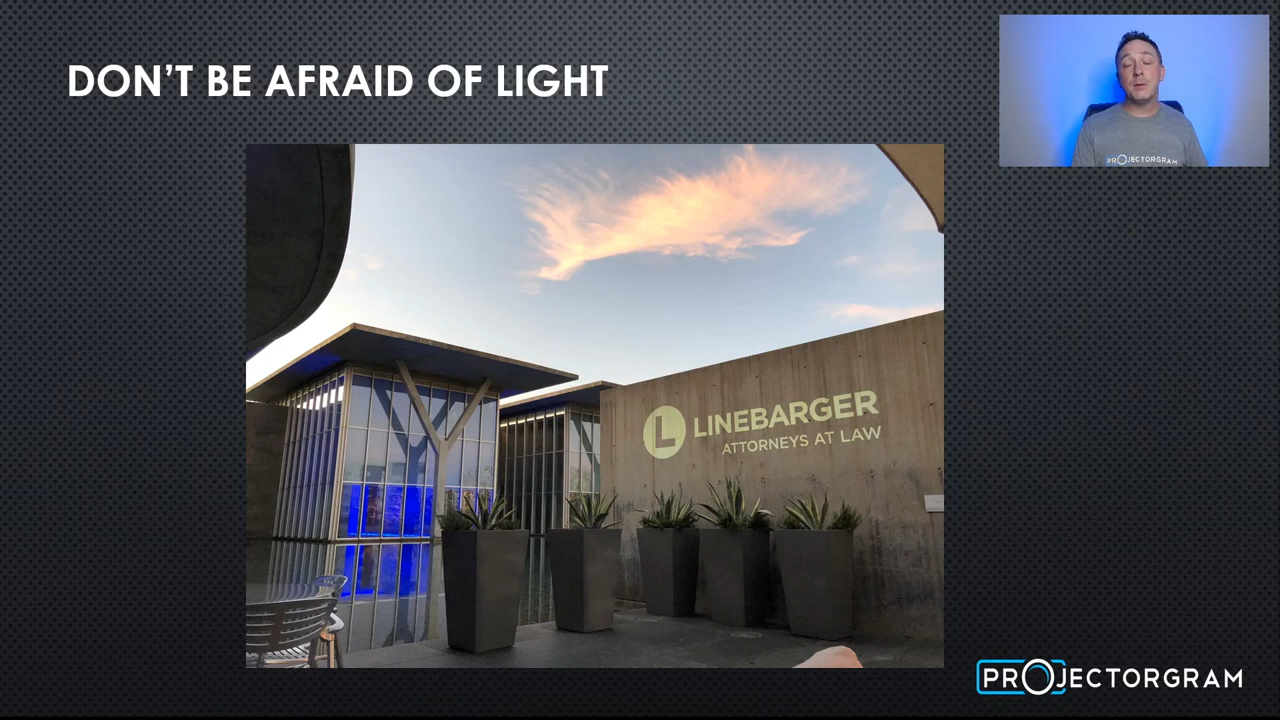 DON'T BE AFRAID OF LIGHT
PROJECTORGRAM
L LINEBARGER
ATTORNEYS AT LAW
PROJECTORGRAM